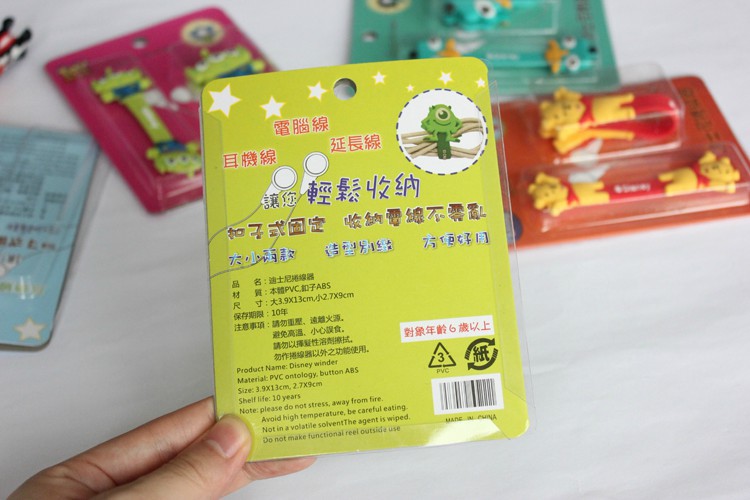 電腦線
耳機線 延長線
讓您輕鬆收納
扣子式固定 收納電線不零亂
大小兩款 造型別緻 方便好用
品 名：迪士尼捲線器
材 質：本體PVC,釦子ABS
尺 寸：大3.9X13cm,小2.7X9cm
保存期限：10年
注意事項：請勿重壓、遠離火源。
避免高溫、小心誤食。
請勿以揮發性溶劑擦拭。
勿作捲線器以外之功能使用。
對象年齡6歲以上
Product Name: Disney winder
Material: PVC ontology, button ABS
Size: 3.9X13cm, 2.7X9cm
Shelf life: 10 years
Note: please do not stress, away from fire.
Avoid high temperature, be careful eating.
Not in a volatile solventThe agent is wiped.
Do not make functional reel outside use
3
PVC
紙
MADE IN CHINA
Disney